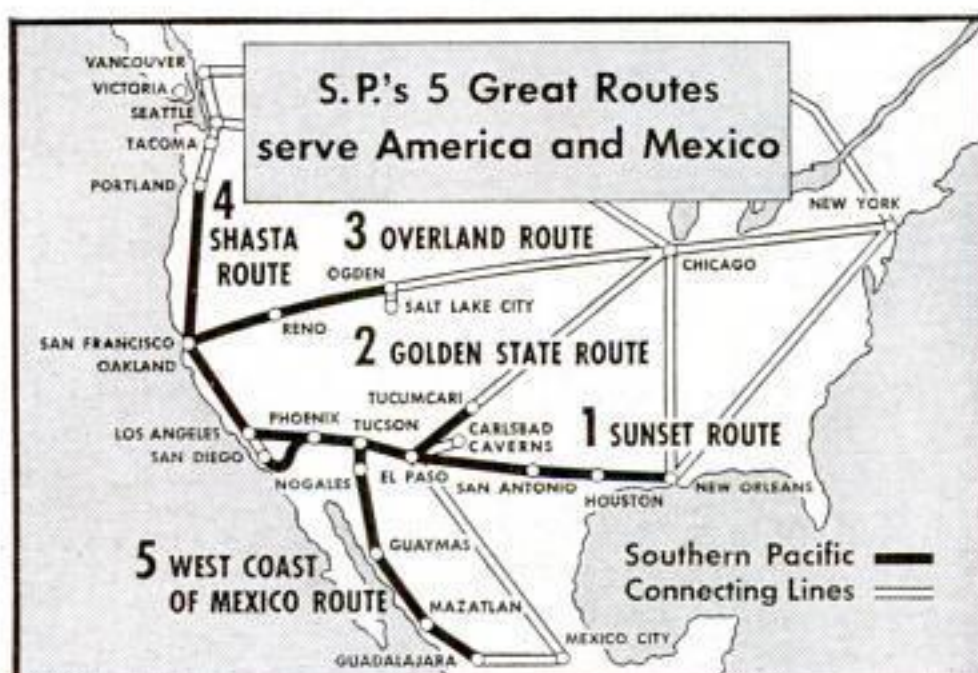 S.P.'s 5 Great Routes
serve America and Mexico
VANCOUVER
VICTORIA
SEATTLE
TACOMA
PORTLAND
4
SHASTA
ROUTE
3 OVERLAND ROUTE
NEW YORK
CHICAGO
OGDEN
SALT LAKE CITY
RENO
SAN FRANCISCO
OAKLAND
2 GOLDEN STATE ROUTE
TUCUMCARI
CARLSBAD
CAVERNS
1 SUNSET ROUTE
PHOENIX
TUCSON
LOS ANGELES
SAN DIEGO
NOGALES
EL PASO
SAN ANTONIO
HOUSTON
NEW ORLEANS
5 WEST COAST
OF MEXICO ROUTE
GUAYMAS
MAZATLAN
GUADALAJARA
MEXICO CITY
Southern Pacific
Connecting Lines